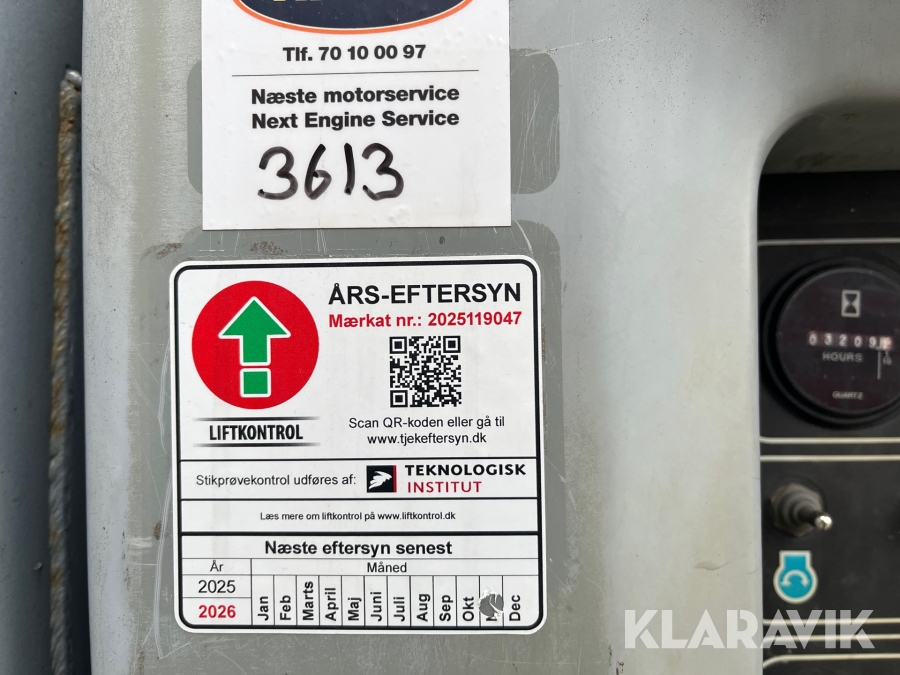 Tlf. 70 10 00 97
Næste motorservice
Next Engine Service
3613
ÅRS-EFTERSYN
Mærkat nr.: 2025119047
Scan QR-koden eller gå til
www.tjekeftersyn.dk
LIFTKONTROL
Stikprøvekontrol udføres af: TEKNOLOGISK
INSTITUT
Læs mere om liftkontrol på www.liftkontrol.dk
Næste eftersyn senest
År Måned
2025
2026
Jan Feb Marts April Maj Juni Juli Aug Sep Okt Dec
03209
HOURS
QUARTZ
KLARAVIK